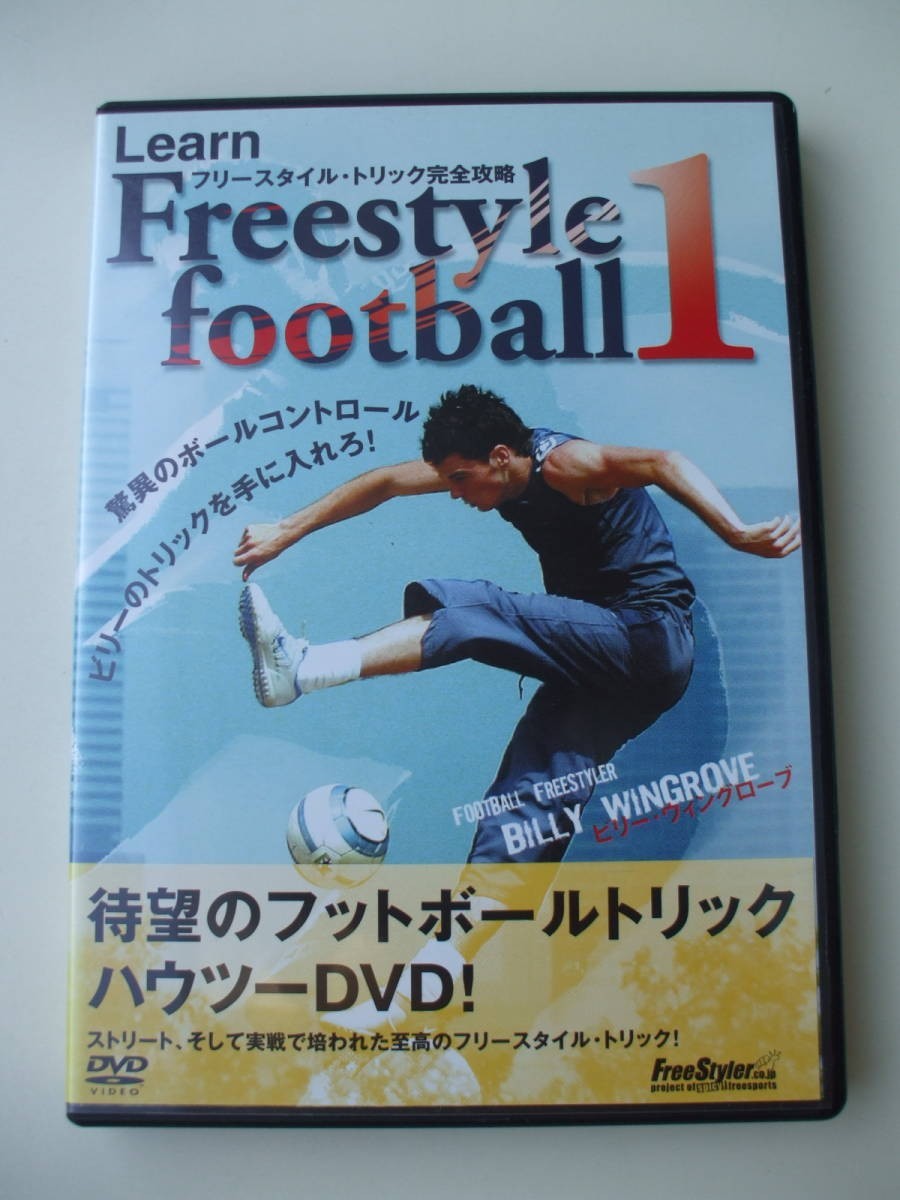 Learn
フリースタイル・トリック完全攻略
Freestyle
football 1
驚異のボールコントロール
ビリーのトリックを手に入れろ!
FOOTBALL FREESTYLER
BILLY WINGROVE
ビリー・ウィングローブ
待望のフットボールトリック
ハウツーDVD!
ストリート、そして実戦で培われた至高のフリースタイル・トリック!
DVD
VIDEO
FreeStyler.co.jp
project of spicy freesports